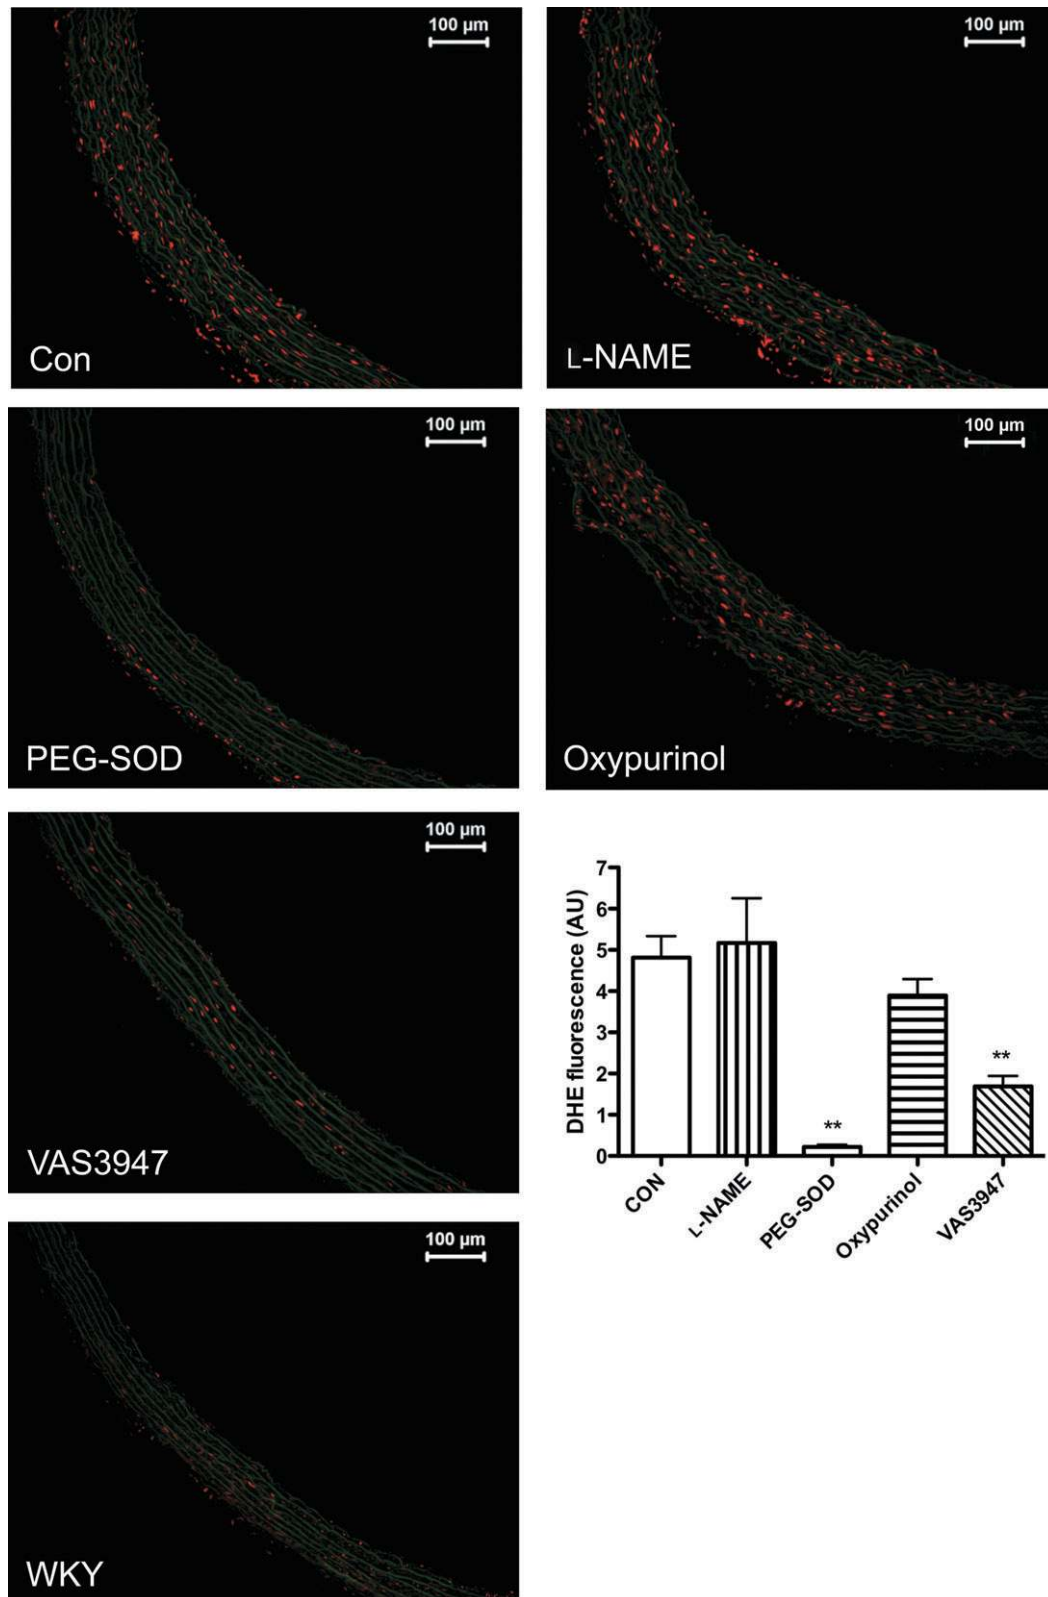 100 µm
Con
100 µm
L-NAME
100 µm
PEG-SOD
100 µm
Oxypurinol
100 µm
VAS3947
7
6
5
4
3
2
1
0
DHE fluorescence (AU)
**
**
CON
L-NAME
PEG-SOD
Oxypurinol
VAS3947
100 µm
WKY